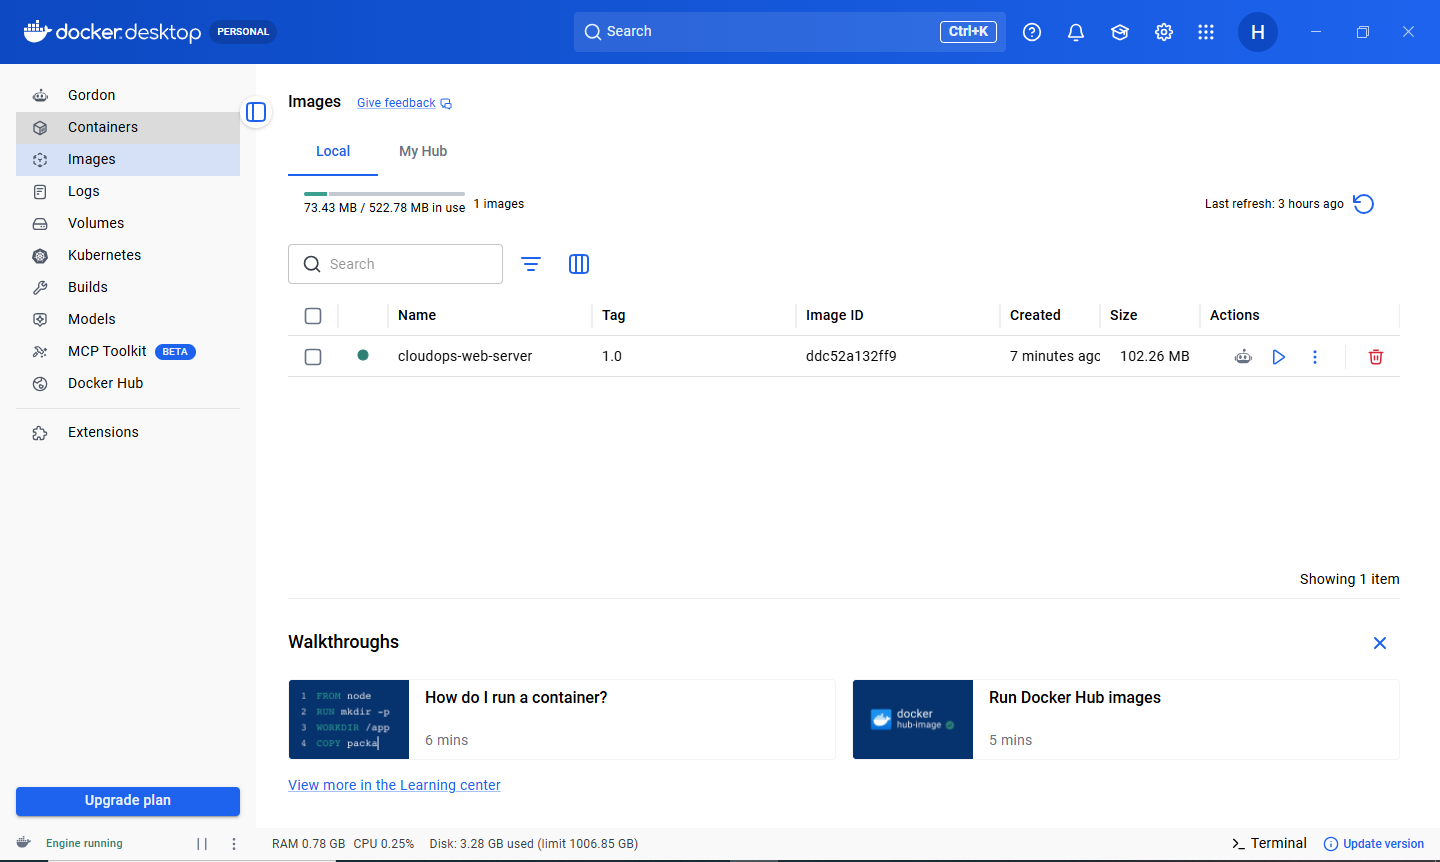 docker.desktop PERSONAL
Search Ctrl+K
H
Gordon
Containers
Images
Logs
Volumes
Kubernetes
Builds
Models
MCP Toolkit BETA
Docker Hub
Extensions
Upgrade plan
Images Give feedback
Local My Hub
73.43 MB / 522.78 MB in use 1 images
Last refresh: 3 hours ago
Search
Name Tag Image ID Created Size Actions
cloudops-web-server 1.0 ddc52a132ff9 7 minutes agc 102.26 MB
Showing 1 item
Walkthroughs
1 FROM node
2 RUN mkdir -p
3 WORKDIR /app
4 COPY packa
How do I run a container?
6 mins
docker
hub-image
Run Docker Hub images
5 mins
View more in the Learning center
Engine running
RAM 0.78 GB CPU 0.25% Disk: 3.28 GB used (limit 1006.85 GB)
Terminal Update version